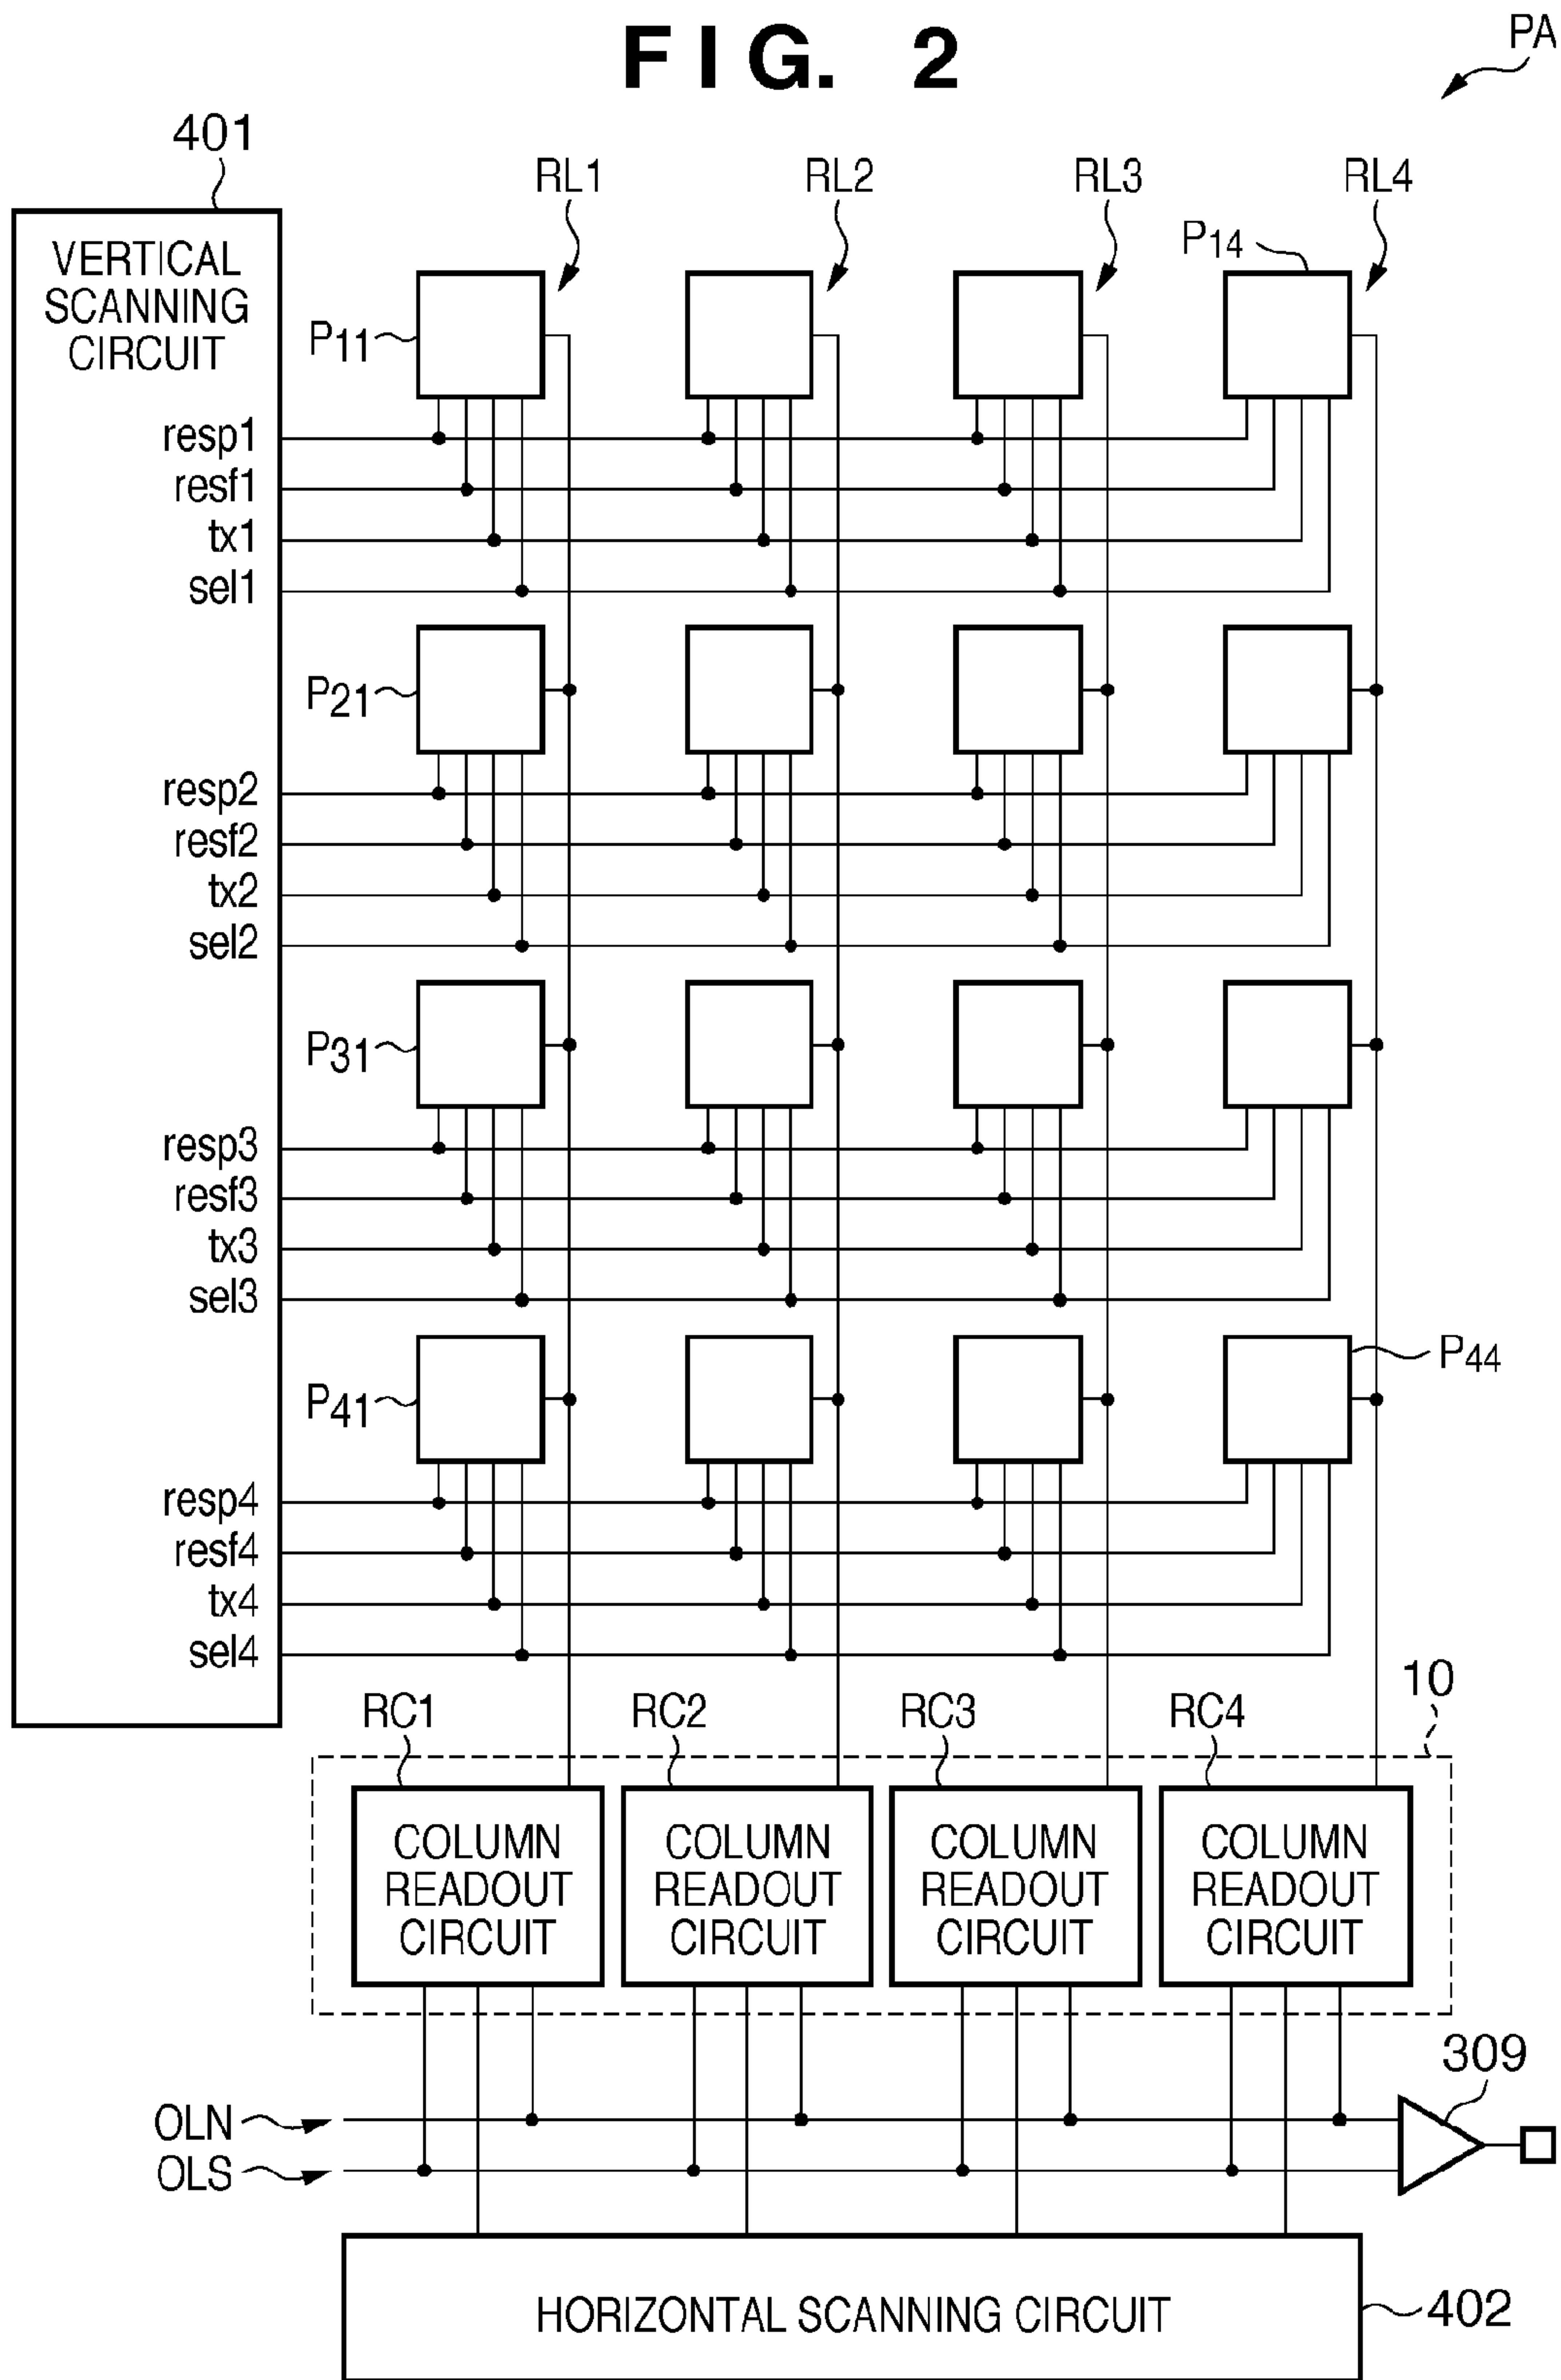 FIG. 2
PA
401
RL1
RL2
RL3
RL4
VERTICAL
SCANNING
CIRCUIT
P14
P11
resp1
resf1
tx1
sel1
P21
resp2
resf2
tx2
sel2
P31
resp3
resf3
tx3
sel3
P44
P41
resp4
resf4
tx4
sel4
10
RC1
RC2
RC3
RC4
COLUMN
READOUT
CIRCUIT
COLUMN
READOUT
CIRCUIT
COLUMN
READOUT
CIRCUIT
COLUMN
READOUT
CIRCUIT
309
OLN
OLS
HORIZONTAL SCANNING CIRCUIT
402